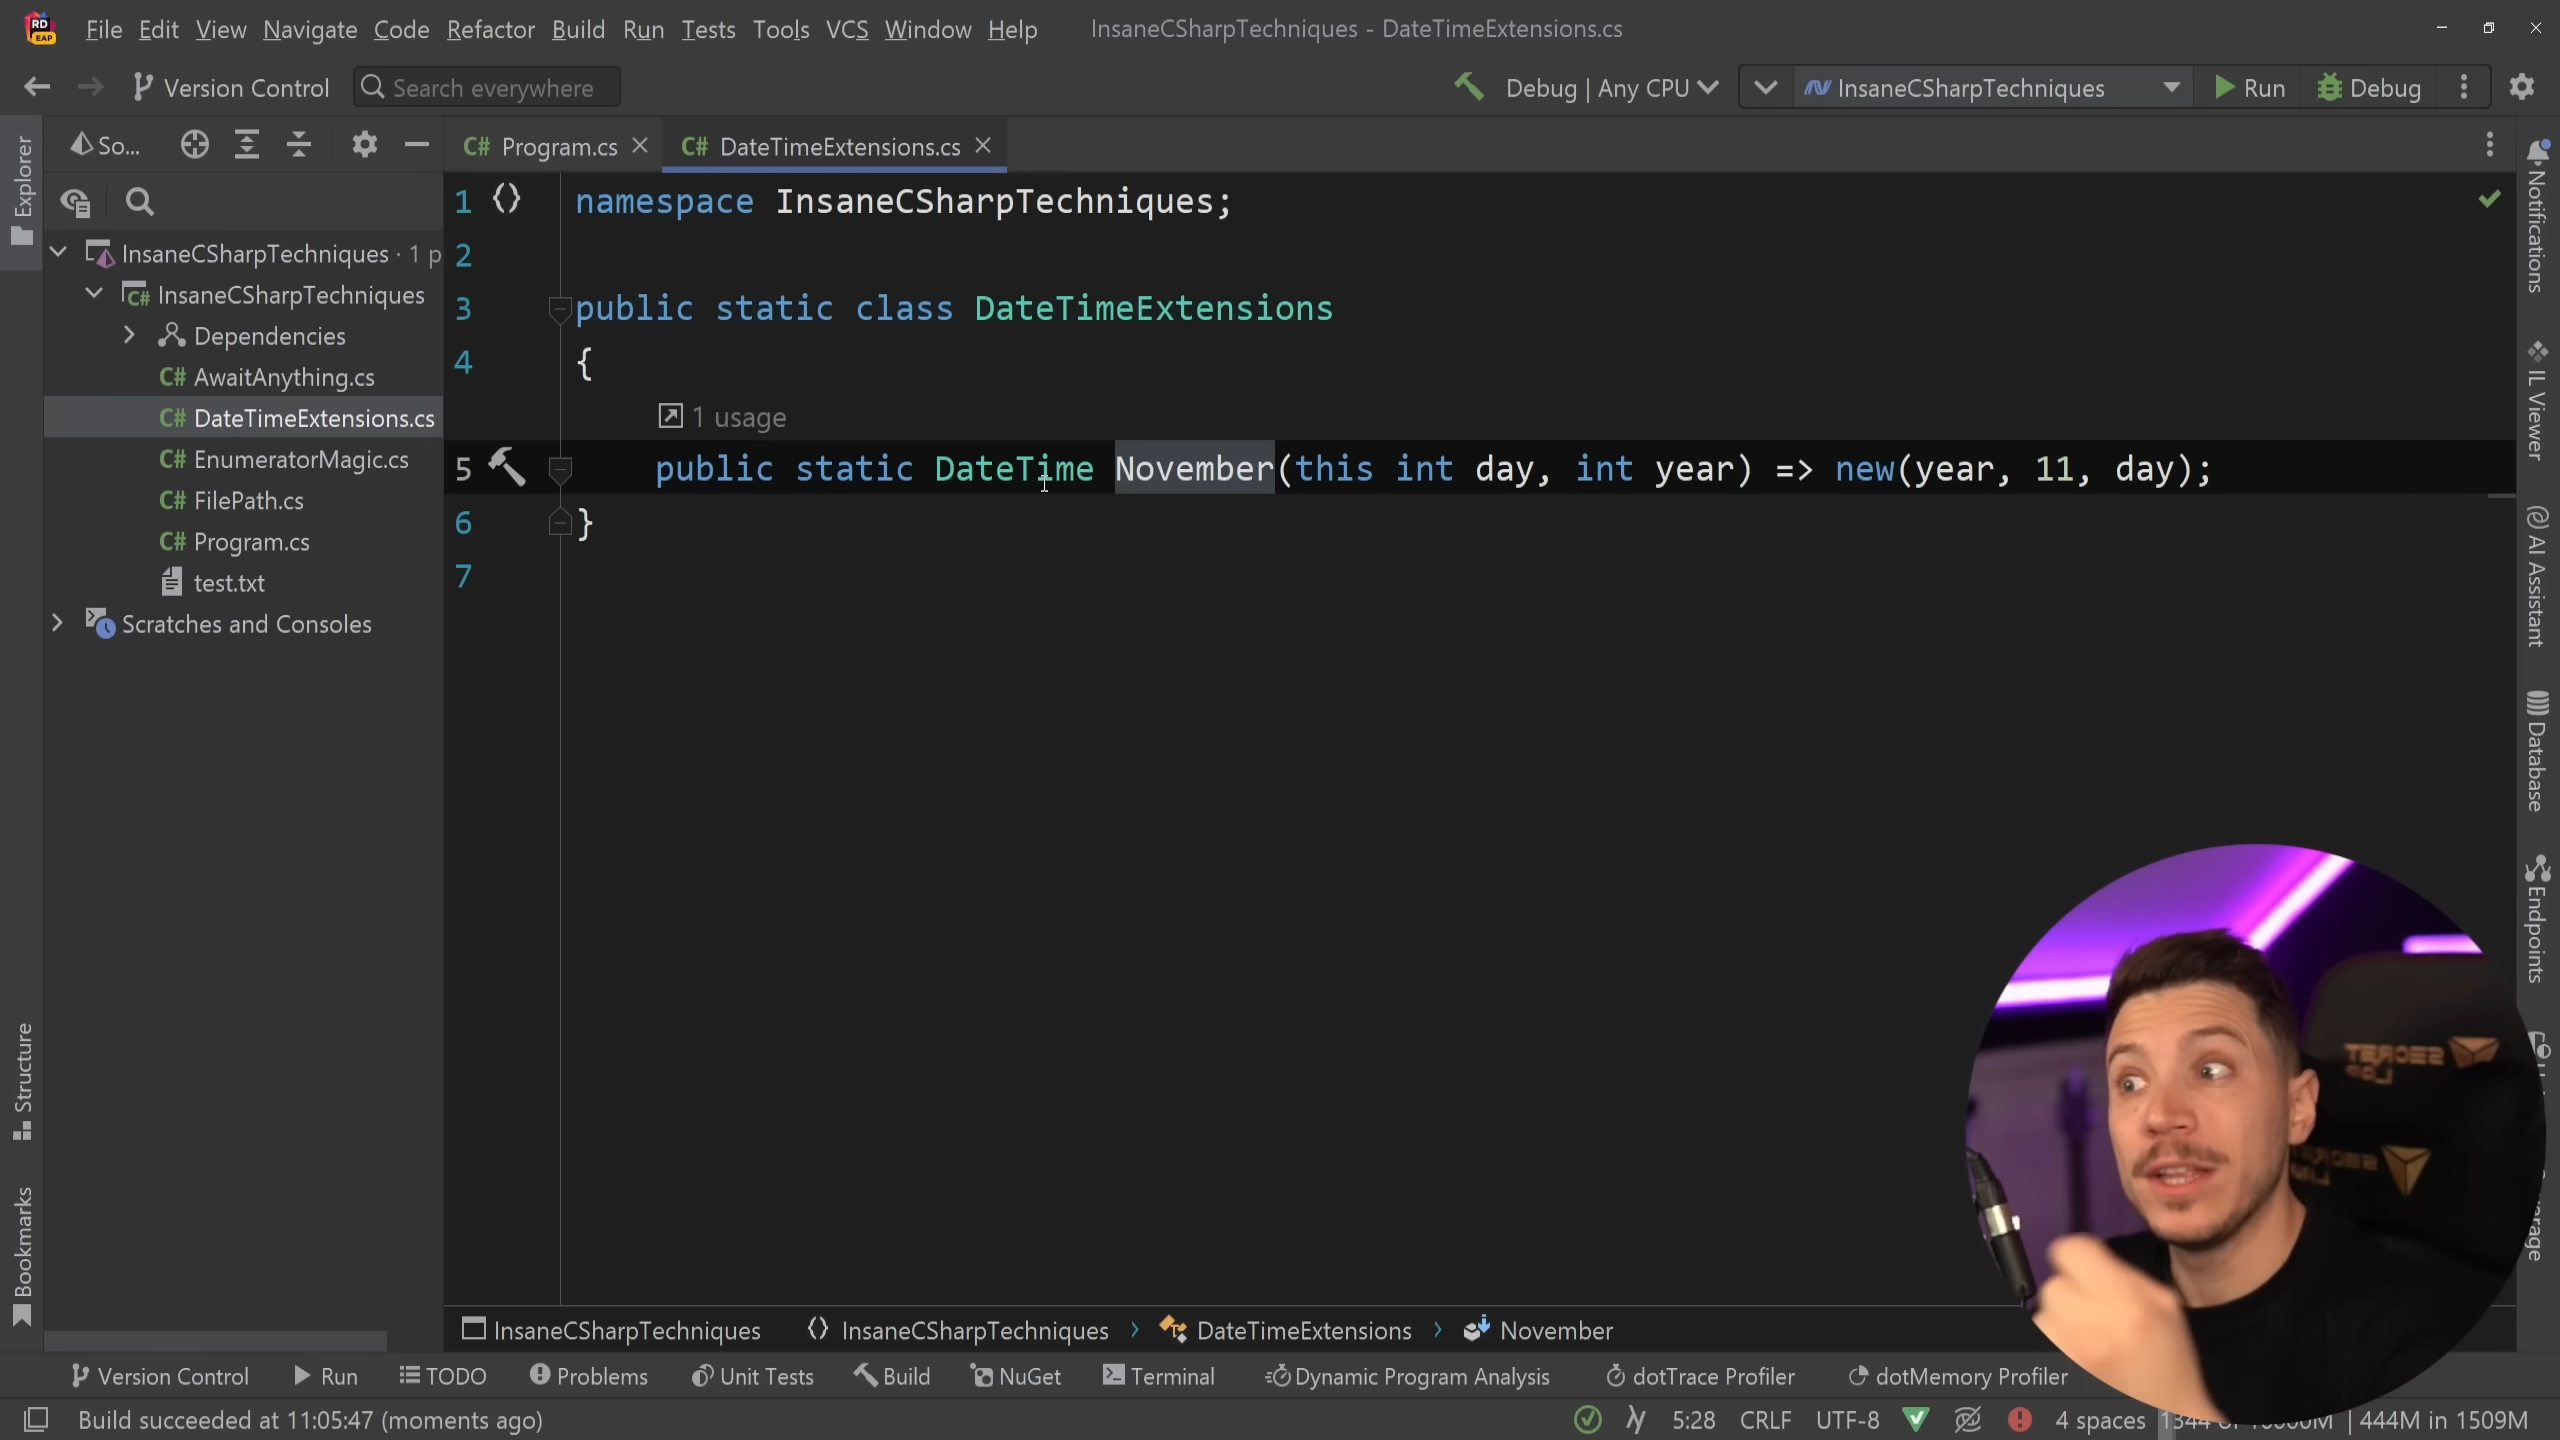 RD
EAP
File Edit View Navigate Code Refactor Build Run Tests Tools VCS Window Help
InsaneCSharpTechniques - DateTimeExtensions.cs
Version Control
Search everywhere
Debug | Any CPU
InsaneCSharpTechniques
Run
Debug
Explorer
So...
C# Program.cs
C# DateTimeExtensions.cs
InsaneCSharpTechniques · 1 p
C# InsaneCSharpTechniques
Dependencies
C# AwaitAnything.cs
C# DateTimeExtensions.cs
C# EnumeratorMagic.cs
C# FilePath.cs
C# Program.cs
test.txt
Scratches and Consoles
Structure
Bookmarks
1 namespace InsaneCSharpTechniques;
2
3 public static class DateTimeExtensions
4 {
1 usage
5 public static DateTime November(this int day, int year) => new(year, 11, day);
6 }
7
Notifications
IL Viewer
AI Assistant
Database
Endpoints
InsaneCSharpTechniques
InsaneCSharpTechniques
DateTimeExtensions
November
Version Control
Run
TODO
Problems
Unit Tests
Build
NuGet
Terminal
Dynamic Program Analysis
dotTrace Profiler
dotMemory Profiler
Build succeeded at 11:05:47 (moments ago)
5:28 CRLF UTF-8
4 spaces
| 444M in 1509M